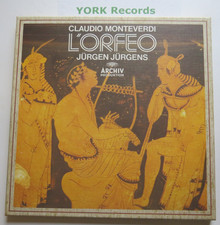 YORK Records
CLAUDIO MONTEVERDI
L'ORFEO
JÜRGEN JÜRGENS
ARCHIV
PRODUKTION